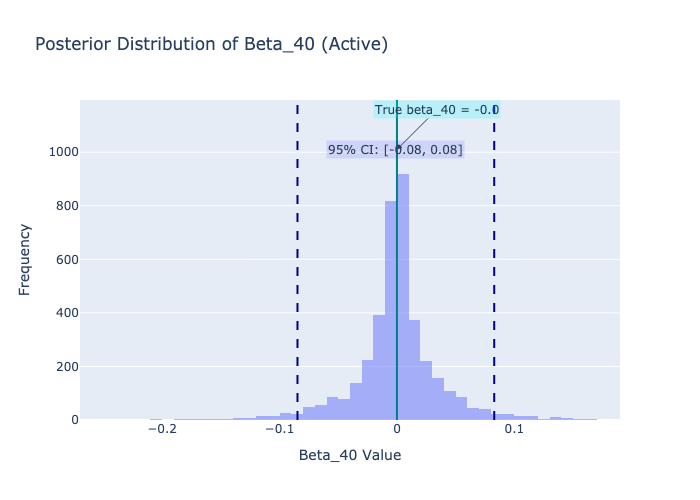 Posterior Distribution of Beta_40 (Active)
True beta_40 = -0.0
95% CI: [-0.08, 0.08]
1000
800
600
400
200
0
Frequency
−0.2
−0.1
0
0.1
Beta_40 Value